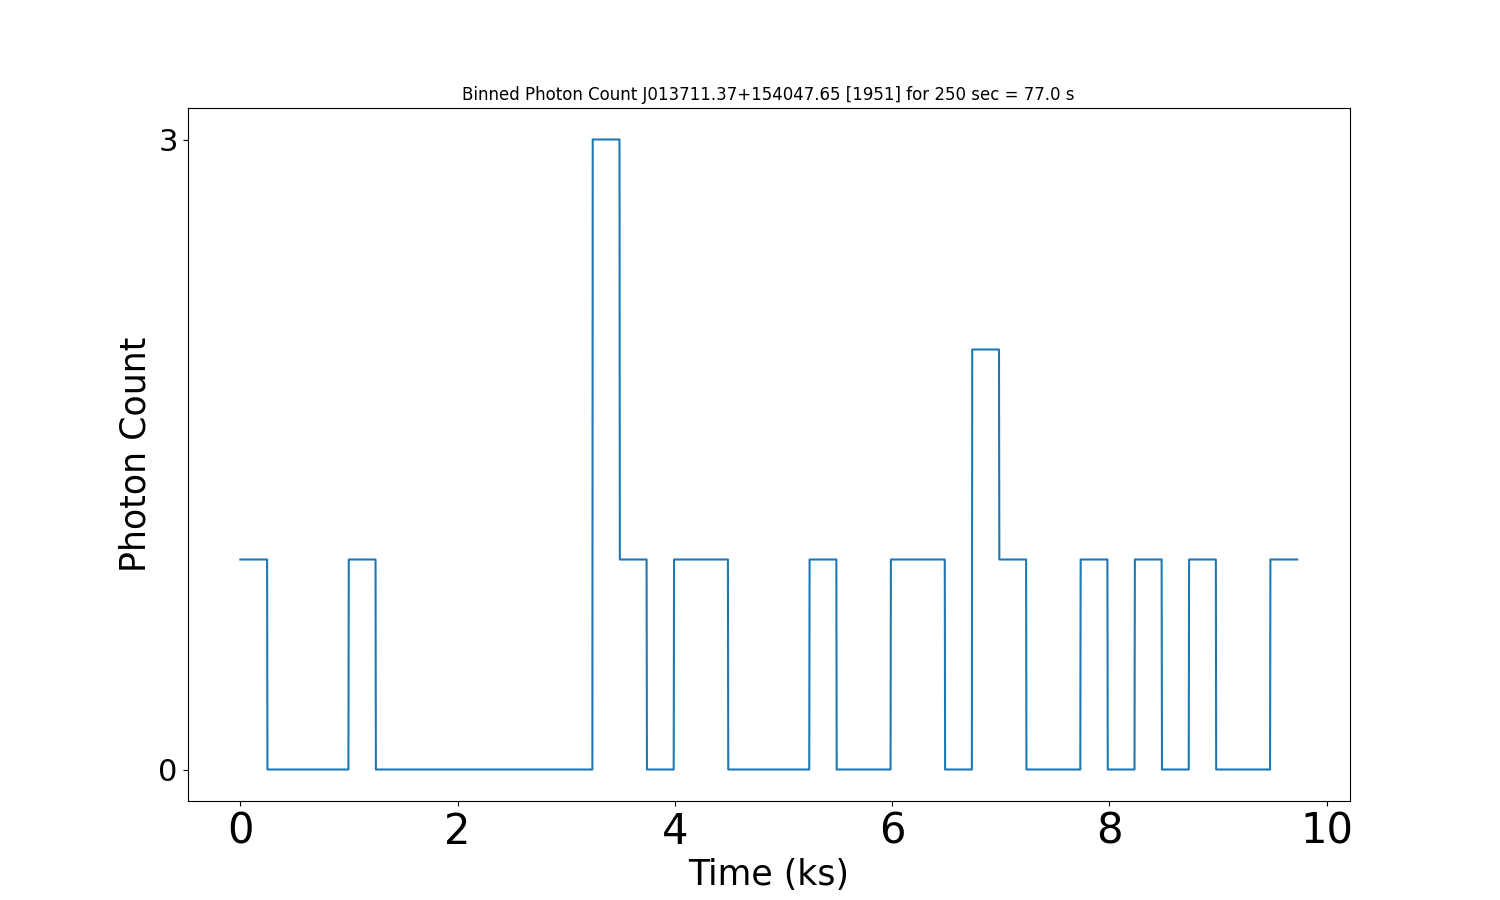 Binned Photon Count J013711.37+154047.65 [1951] for 250 sec = 77.0 s
3
Photon Count
0
0 2 4 6 8 10
Time (ks)